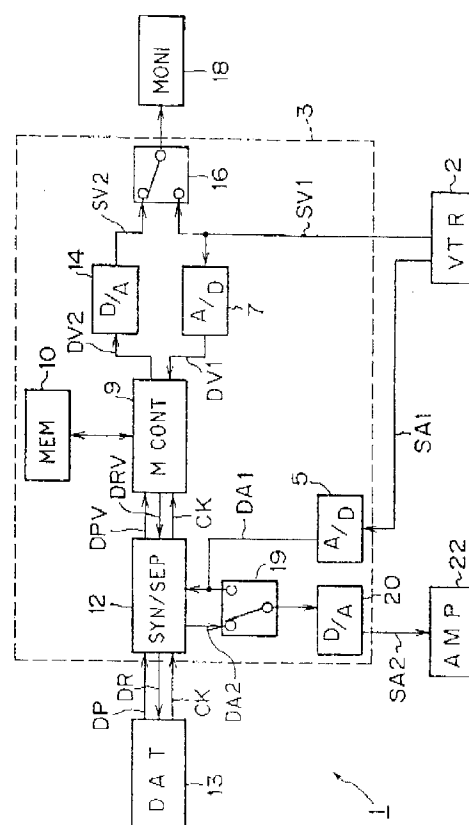 MONI
18
3
16
SV2
SV1
14
D/A
A/D
7
DV2
DV1
10
MEM
9
M CONT
DPV
DRV
CK
DA1
12
SYN/SEP
19
DA2
5
A/D
20
D/A
SA1
SA2
22
AMP
2
VTR
DP
DR
CK
DAT
13
1